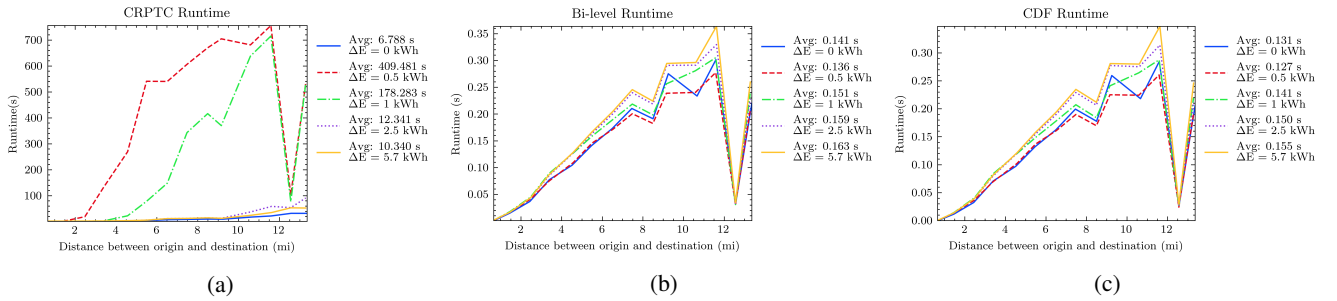 CRPTC Runtime
700
600
500
400
300
200
100
Runtime(s)
2
4
6
8
10
12
Distance between origin and destination (mi)
Avg: 6.788 s
ΔE = 0 kWh
Avg: 409.481 s
ΔE = 0.5 kWh
Avg: 178.283 s
ΔE = 1 kWh
Avg: 12.341 s
ΔE = 2.5 kWh
Avg: 10.340 s
ΔE = 5.7 kWh
(a)
Bi-level Runtime
0.35
0.30
0.25
0.20
0.15
0.10
0.05
Runtime (s)
2
4
6
8
10
12
Distance between origin and destination (mi)
Avg: 0.141 s
ΔE = 0 kWh
Avg: 0.136 s
ΔE = 0.5 kWh
Avg: 0.151 s
ΔE = 1 kWh
Avg: 0.159 s
ΔE = 2.5 kWh
Avg: 0.163 s
ΔE = 5.7 kWh
(b)
CDF Runtime
0.30
0.25
0.20
0.15
0.10
0.05
0.00
Runtime(s)
2
4
6
8
10
12
Distance between origin and destination (mi)
Avg: 0.131 s
ΔE = 0 kWh
Avg: 0.127 s
ΔE = 0.5 kWh
Avg: 0.141 s
ΔE = 1 kWh
Avg: 0.150 s
ΔE = 2.5 kWh
Avg: 0.155 s
ΔE = 5.7 kWh
(c)